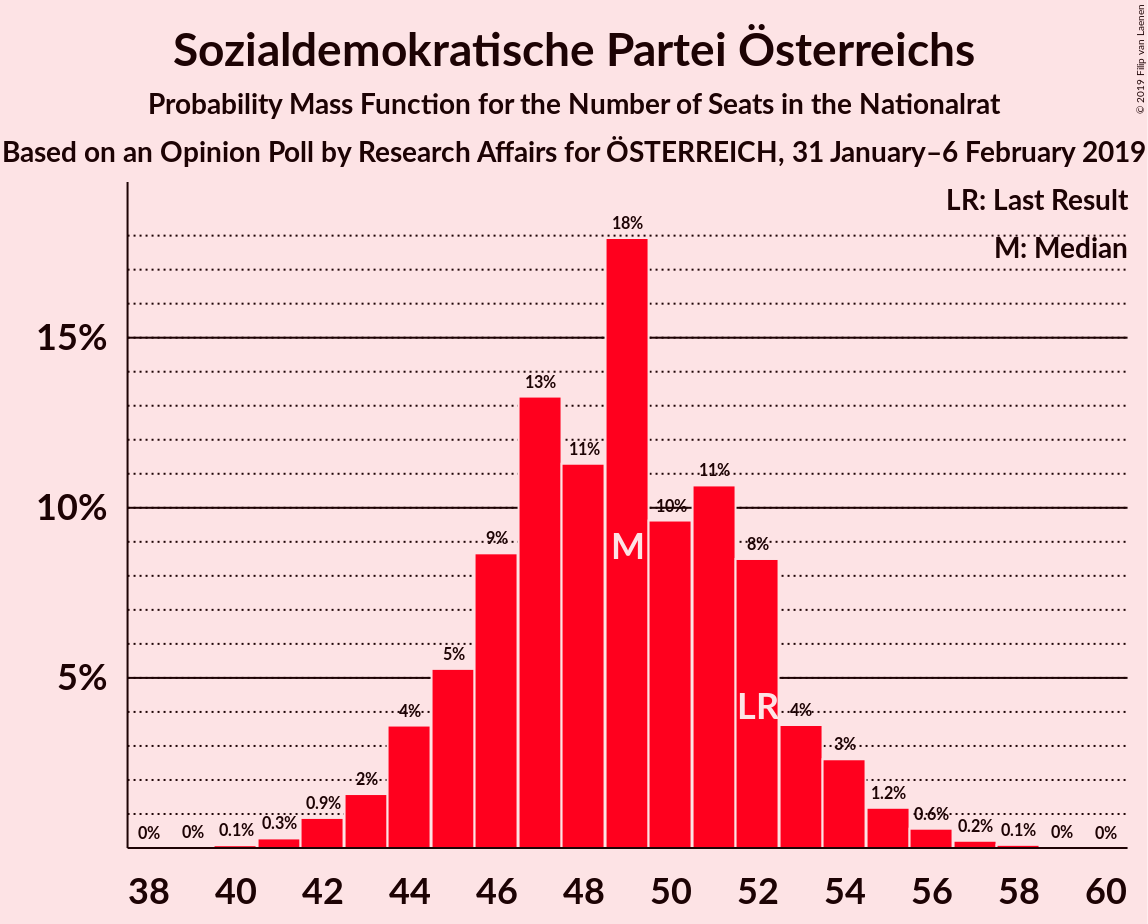 Sozialdemokratische Partei Österreichs
Probability Mass Function for the Number of Seats in the Nationalrat
Based on an Opinion Poll by Research Affairs for ÖSTERREICH, 31 January–6 February 2019
© 2019 Filip van Laenen
LR: Last Result
M: Median
15%
10%
5%
0%
0%
0.1%
0.3%
0.9%
2%
4%
5%
9%
13%
11%
18%
10%
11%
8%
4%
3%
1.2%
0.6%
0.2%
0.1%
0%
0%
M
LR
38 40 42 44 46 48 50 52 54 56 58 60